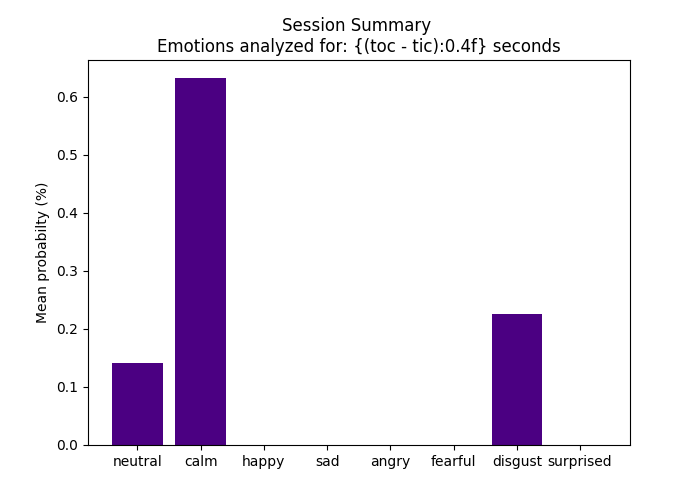 Session Summary
Emotions analyzed for: {(toc - tic):0.4f} seconds
Mean probabilty (%)
0.6
0.5
0.4
0.3
0.2
0.1
0.0
neutral calm happy sad angry fearful disgust surprised